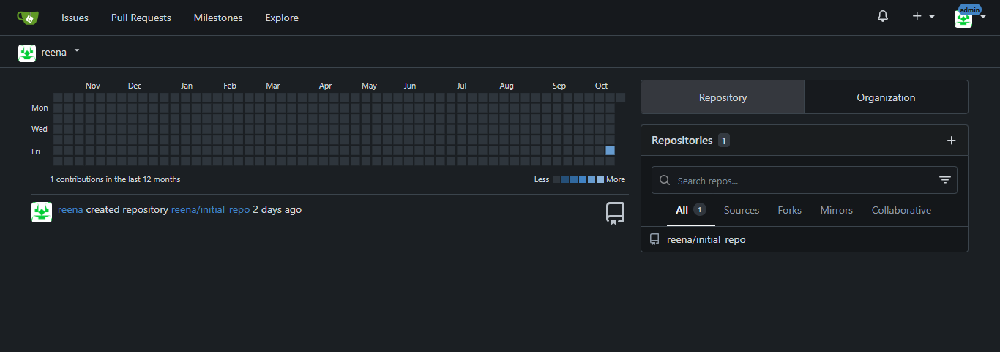 Issues Pull Requests Milestones Explore admin
reena
Nov Dec Jan Feb Mar Apr May Jun Jul Aug Sep Oct
Mon
Wed
Fri
1 contributions in the last 12 months Less More
reena created repository reena/initial_repo 2 days ago
Repository Organization
Repositories 1
Search repos...
All 1 Sources Forks Mirrors Collaborative
reena/initial_repo